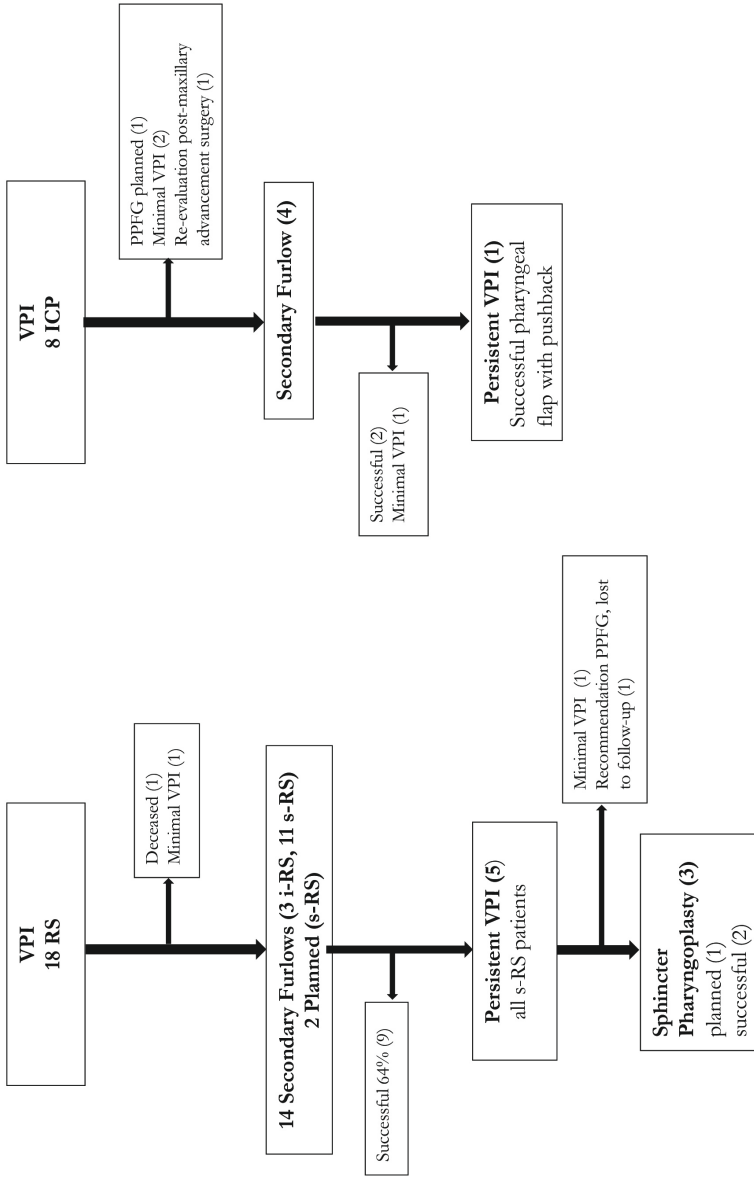 VPI
18 RS
Deceased (1)
Minimal VPI (1)
14 Secondary Furlows (3 i-RS, 11 s-RS)
2 Planned (s-RS)
Successful 64% (9)
Persistent VPI (5)
all s-RS patients
Minimal VPI (1)
Recommendation PPFG, lost
to follow-up (1)
Sphincter
Pharyngoplasty (3)
planned (1)
successful (2)
VPI
8 ICP
PPFG planned (1)
Minimal VPI (2)
Re-evaluation post-maxillary
advancement surgery (1)
Secondary Furlow (4)
Successful (2)
Minimal VPI (1)
Persistent VPI (1)
Successful pharyngeal
flap with pushback